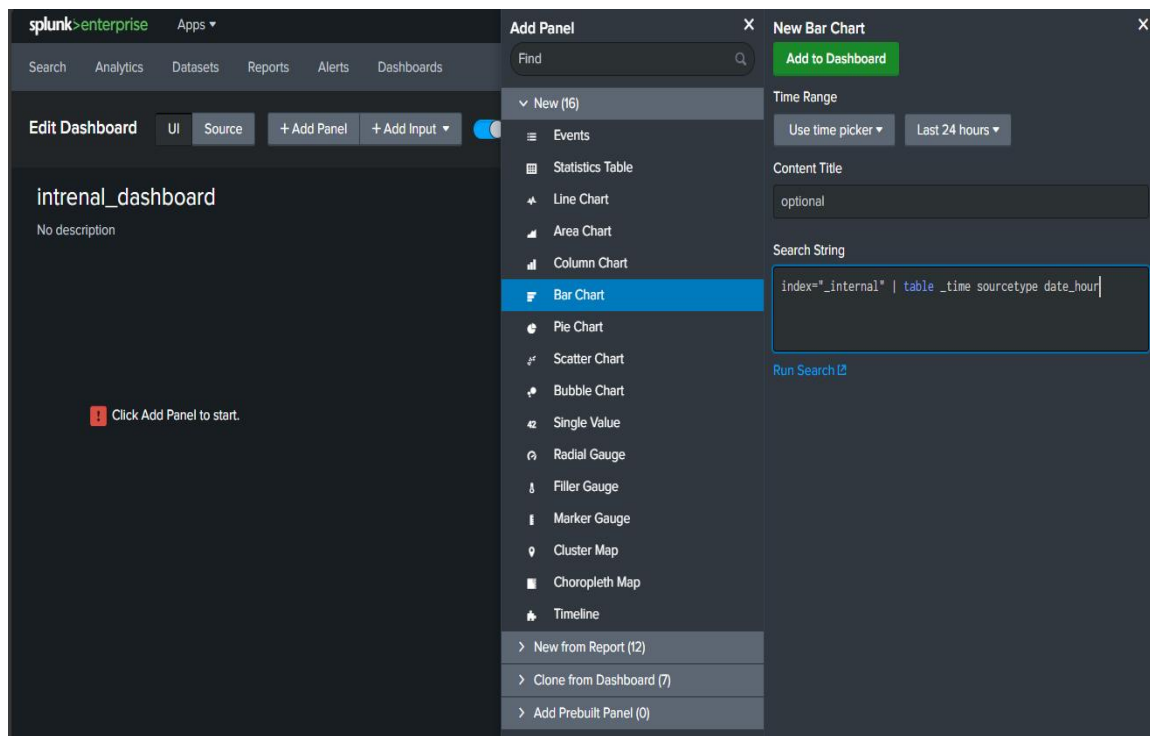 splunk>enterprise Apps
Search Analytics Datasets Reports Alerts Dashboards
Edit Dashboard UI Source + Add Panel + Add Input
intrenal_dashboard
No description
! Click Add Panel to start.
Add Panel X
Find
New (16)
Events
Statistics Table
Line Chart
Area Chart
Column Chart
Bar Chart
Pie Chart
Scatter Chart
Bubble Chart
42 Single Value
Radial Gauge
Filler Gauge
Marker Gauge
Cluster Map
Choropleth Map
Timeline
> New from Report (12)
> Clone from Dashboard (7)
> Add Prebuilt Panel (0)
New Bar Chart X
Add to Dashboard
Time Range
Use time picker Last 24 hours
Content Title
optional
Search String
index="_internal" | table _time sourcetype date_hour
Run Search